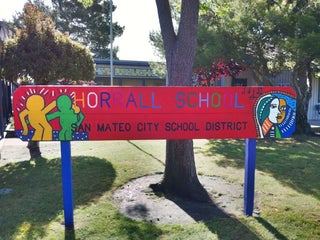 HORRALL SCHOOL
SAN MATEO CITY SCHOOL DISTRICT